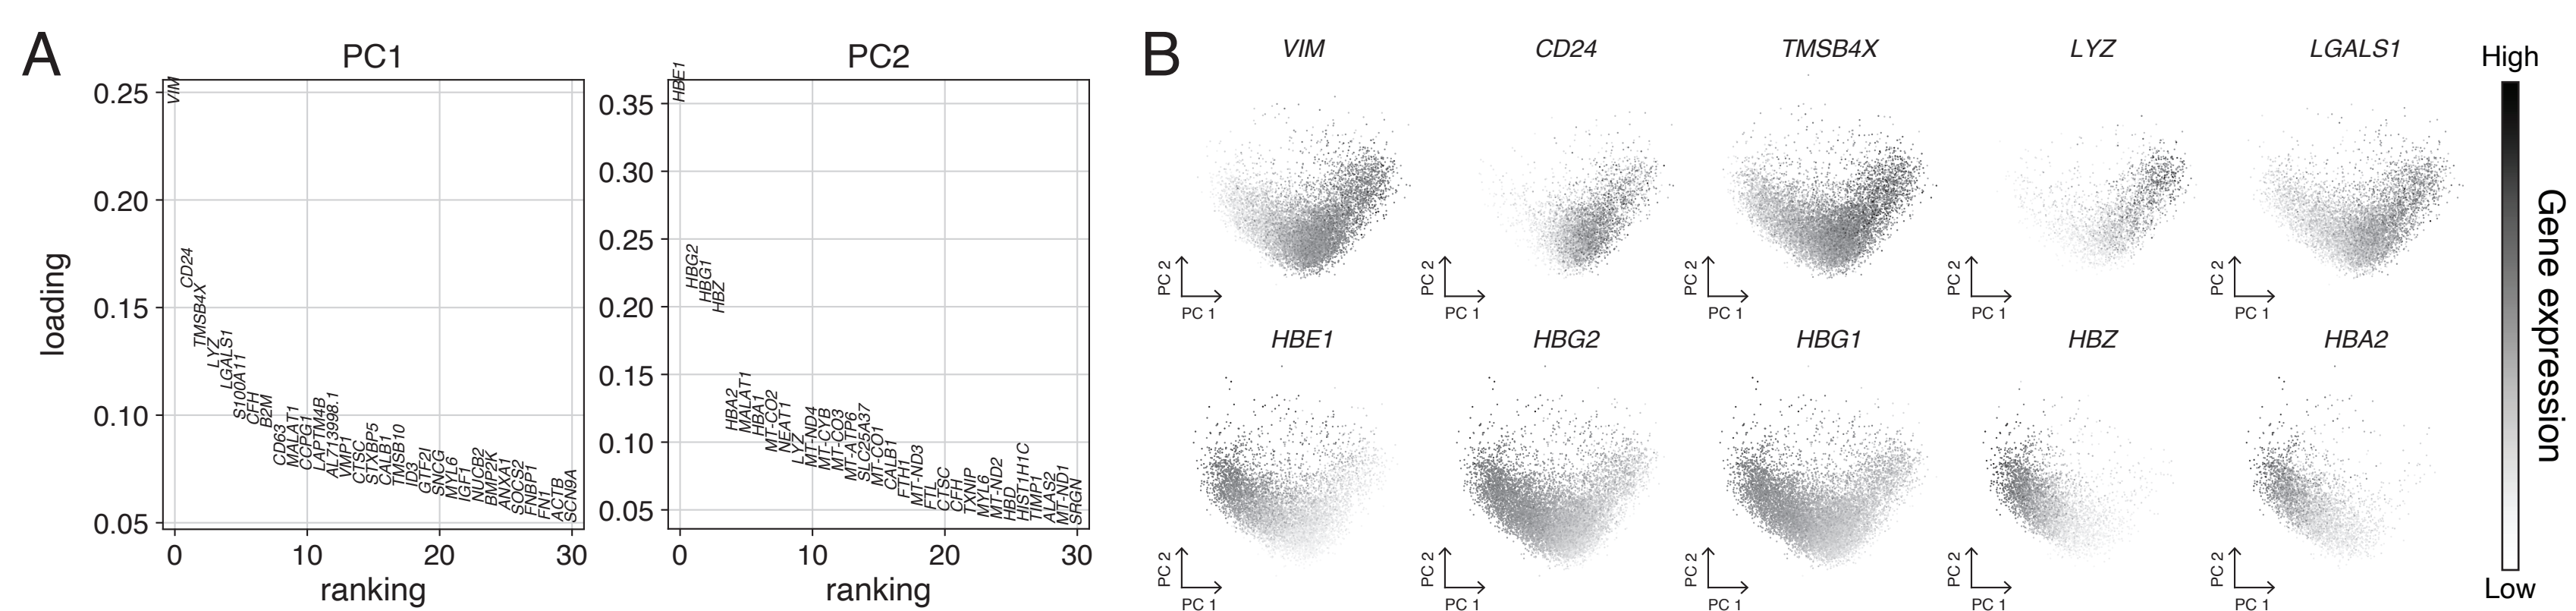 A
PC1
loading
0.25
0.20
0.15
0.10
0.05
VIM
CD24
TMSB4X
LYZ
LGALS1
S100A11
CFH
B2M
CD63
MALAT1
CCPG1
LAPTM4B
AL713998.1
VMP1
CTSC
STXBP5
CALB1
TMSB10
ID3
GTF2I
SNCG
MYL6
IGF1
NUCB2
BMP2K
ANXA1
SOCS2
FNBP1
FN1
ACTB
SCN9A
0 10 20 30
ranking
PC2
0.35
0.30
0.25
0.20
0.15
0.10
0.05
HBE1
HBG2
HBG1
HBZ
HBA2
MALAT1
HBA1
MT-CO2
NEAT1
LYZ
MT-ND4
MT-CYB
MT-CO3
MT-ATP6
SLC25A37
MT-CO1
CALB1
FTH1
MT-ND3
FTL
CTSC
CFH
TXNIP
MYL6
MT-ND2
HBD
HIST1H1C
TIMP1
ALAS2
MT-ND1
SRGN
0 10 20 30
ranking
B
VIM CD24 TMSB4X LYZ LGALS1
PC 2 PC 2 PC 2 PC 2 PC 2
PC 1 PC 1 PC 1 PC 1 PC 1
HBE1 HBG2 HBG1 HBZ HBA2
PC 2 PC 2 PC 2 PC 2 PC 2
PC 1 PC 1 PC 1 PC 1 PC 1
High
Gene expression
Low